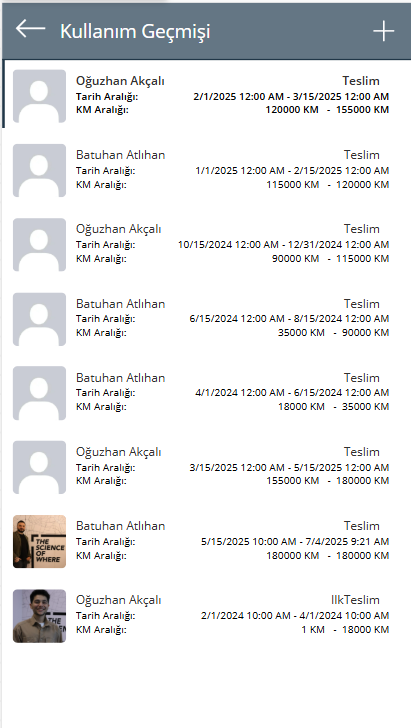 Kullanım Geçmişi
Oğuzhan Akçalı Teslim
Tarih Aralığı: 2/1/2025 12:00 AM - 3/15/2025 12:00 AM
KM Aralığı: 120000 KM - 155000 KM
Batuhan Atlıhan Teslim
Tarih Aralığı: 1/1/2025 12:00 AM - 2/15/2025 12:00 AM
KM Aralığı: 115000 KM - 120000 KM
Oğuzhan Akçalı Teslim
Tarih Aralığı: 10/15/2024 12:00 AM - 12/31/2024 12:00 AM
KM Aralığı: 90000 KM - 115000 KM
Batuhan Atlıhan Teslim
Tarih Aralığı: 6/15/2024 12:00 AM - 8/15/2024 12:00 AM
KM Aralığı: 35000 KM - 90000 KM
Batuhan Atlıhan Teslim
Tarih Aralığı: 4/1/2024 12:00 AM - 6/15/2024 12:00 AM
KM Aralığı: 18000 KM - 35000 KM
Oğuzhan Akçalı Teslim
Tarih Aralığı: 3/15/2025 12:00 AM - 5/15/2025 12:00 AM
KM Aralığı: 155000 KM - 180000 KM
Batuhan Atlıhan Teslim
Tarih Aralığı: 5/15/2025 10:00 AM - 7/4/2025 9:21 AM
KM Aralığı: 180000 KM - 180000 KM
THE
SCIENCE
OF
WHERE
Oğuzhan Akçalı IlkTeslim
Tarih Aralığı: 2/1/2024 10:00 AM - 4/1/2024 10:00 AM
KM Aralığı: 1 KM - 18000 KM